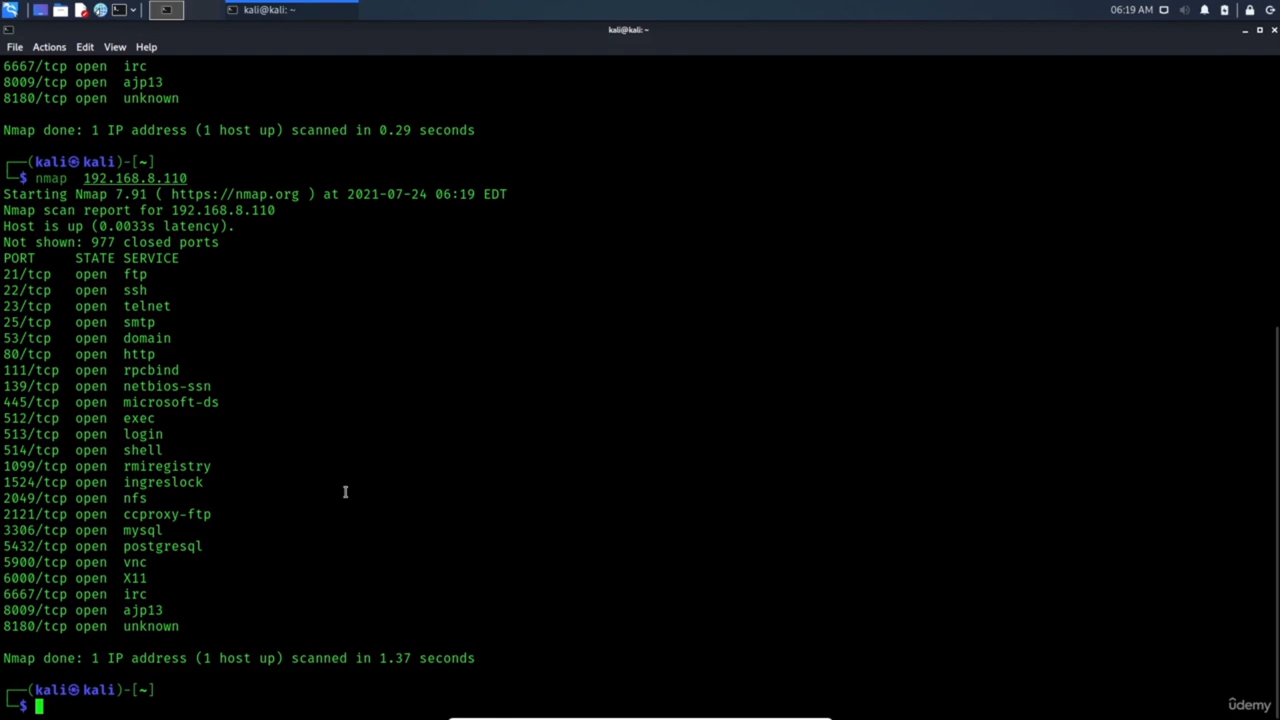 kali@kali: ~
06:19 AM
kali@kali: ~
File Actions Edit View Help
6667/tcp open irc
8009/tcp open ajp13
8180/tcp open unknown
Nmap done: 1 IP address (1 host up) scanned in 0.29 seconds
┌──(kali㉿kali)-[~]
└─$ nmap 192.168.8.110
Starting Nmap 7.91 ( https://nmap.org ) at 2021-07-24 06:19 EDT
Nmap scan report for 192.168.8.110
Host is up (0.0033s latency).
Not shown: 977 closed ports
PORT STATE SERVICE
21/tcp open ftp
22/tcp open ssh
23/tcp open telnet
25/tcp open smtp
53/tcp open domain
80/tcp open http
111/tcp open rpcbind
139/tcp open netbios-ssn
445/tcp open microsoft-ds
512/tcp open exec
513/tcp open login
514/tcp open shell
1099/tcp open rmiregistry
1524/tcp open ingreslock
2049/tcp open nfs
2121/tcp open ccproxy-ftp
3306/tcp open mysql
5432/tcp open postgresql
5900/tcp open vnc
6000/tcp open X11
6667/tcp open irc
8009/tcp open ajp13
8180/tcp open unknown
Nmap done: 1 IP address (1 host up) scanned in 1.37 seconds
┌──(kali㉿kali)-[~]
└─$
ûdemy